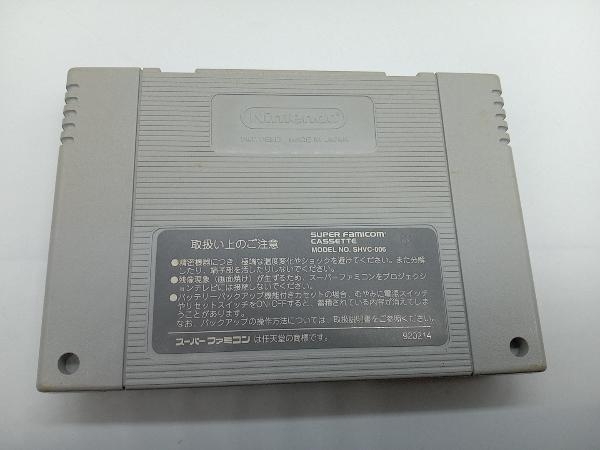 Nintendo
PAT. PEND. MADE IN JAPAN
取扱い上のご注意
SUPER FAMICOM
CASSETTE
MODEL NO. SHVC-006
●精密機器につき、極端な温度変化やショックを避けてください。また分解
したり、端子部を汚したりしないでください。
●残像現象(画面焼け)が生ずるため、スーパーファミコンをプロジェクシ
ョンテレビには接続しないでください。
●バッテリーバックアップ機能付きカセットの場合、むやみに電源スイッチ
やリセットスイッチをON/OFFすると、蓄積されている内容が消えてしま
うことがあります。
なお、バックアップの操作方法については、取扱説明書をご参照ください。
スーパーファミコンは任天堂の商標です。
920214